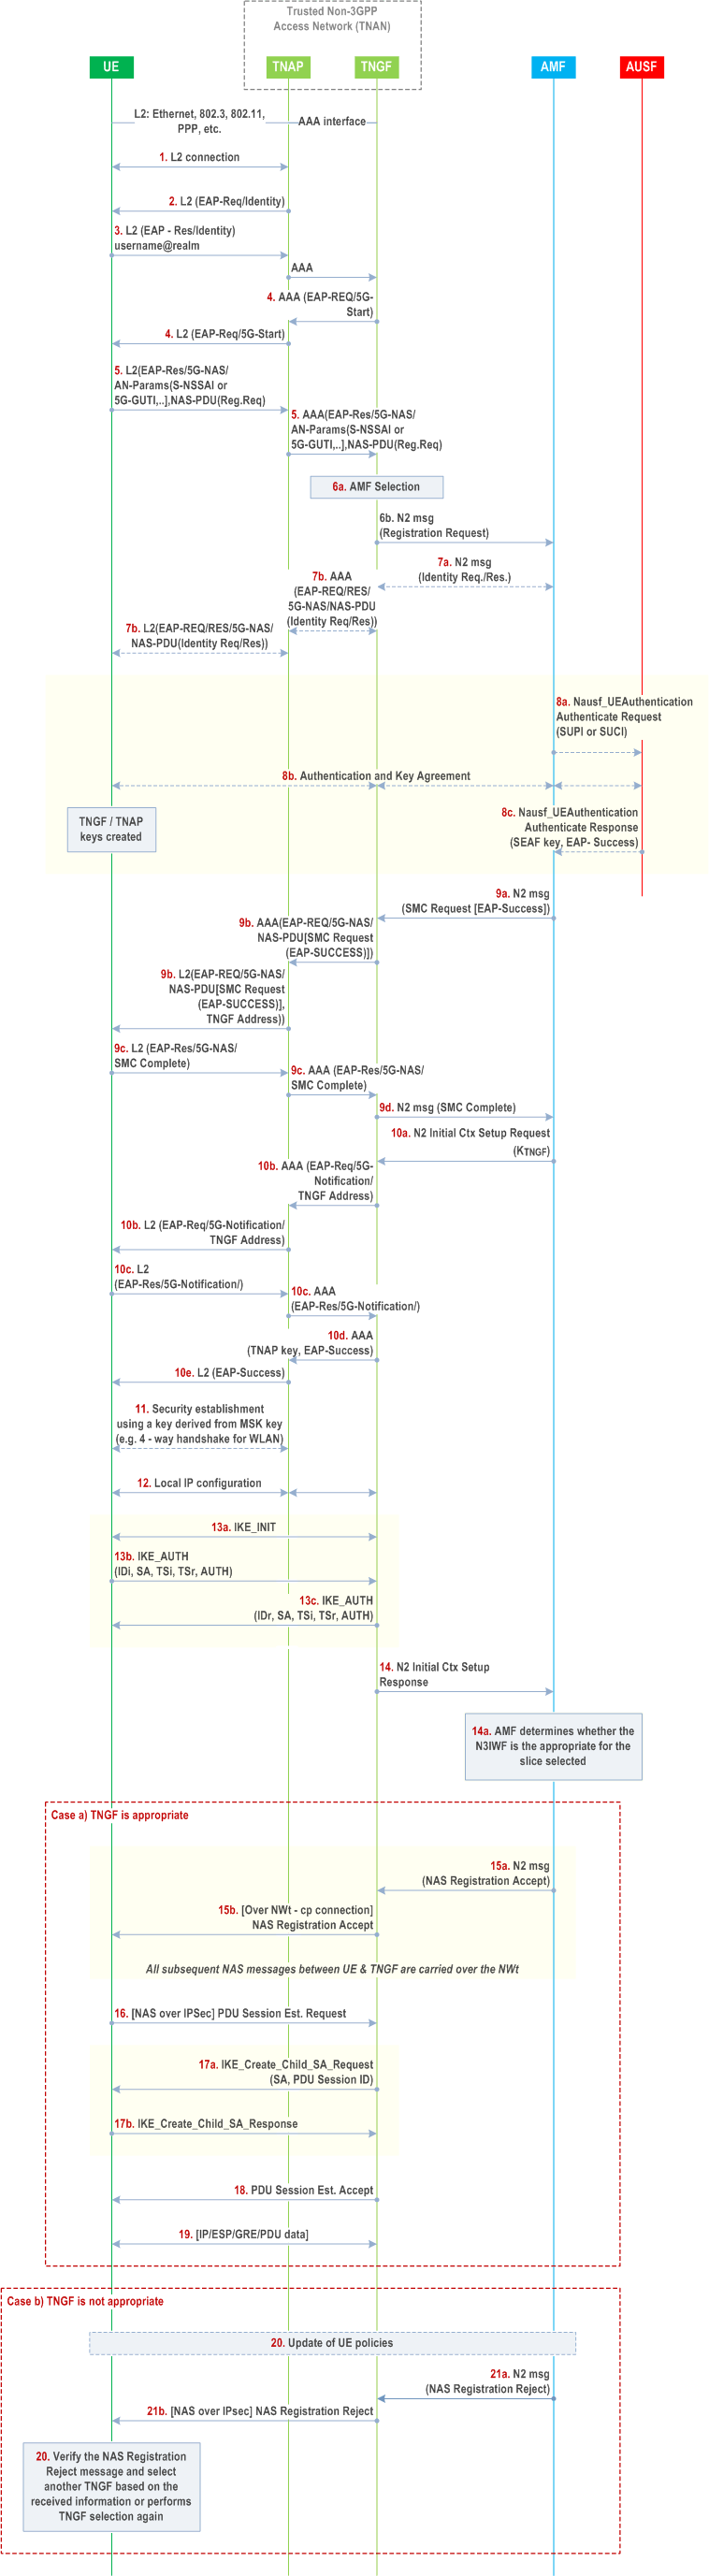 Trusted Non-3GPP
Access Network (TNAN)
UE
TNAP
TNGF
AMF
AUSF
L2: Ethernet, 802.3, 802.11,
PPP, etc.
AAA interface
1. L2 connection
2. L2 (EAP-Req/Identity)
3. L2 (EAP - Res/Identity)
username@realm
AAA
4. AAA (EAP-REQ/5G-
Start)
4. L2 (EAP-Req/5G-Start)
5. L2(EAP-Res/5G-NAS/
AN-Params(S-NSSAI or
5G-GUTI,..],NAS-PDU(Reg.Req)
5. AAA(EAP-Res/5G-NAS/
AN-Params(S-NSSAI or
5G-GUTI,..],NAS-PDU(Reg.Req)
6a. AMF Selection
6b. N2 msg
(Registration Request)
7a. N2 msg
(Identity Req./Res.)
7b. AAA
(EAP-REQ/RES/
5G-NAS/NAS-PDU
(Identity Req/Res))
7b. L2(EAP-REQ/RES/5G-NAS/
NAS-PDU(Identity Req/Res))
8a. Nausf_UEAuthentication
Authenticate Request
(SUPI or SUCI)
8b. Authentication and Key Agreement
TNGF / TNAP
keys created
8c. Nausf_UEAuthentication
Authenticate Response
(SEAF key, EAP- Success)
9a. N2 msg
(SMC Request [EAP-Success])
9b. AAA(EAP-REQ/5G-NAS/
NAS-PDU[SMC Request
(EAP-SUCCESS)])
9b. L2(EAP-REQ/5G-NAS/
NAS-PDU[SMC Request
(EAP-SUCCESS)],
TNGF Address))
9c. L2 (EAP-Res/5G-NAS/
SMC Complete)
9c. AAA (EAP-Res/5G-NAS/
SMC Complete)
9d. N2 msg (SMC Complete)
10a. N2 Initial Ctx Setup Request
(KTNGF)
10b. AAA (EAP-Req/5G-
Notification/
TNGF Address)
10b. L2 (EAP-Req/5G-Notification/
TNGF Address)
10c. L2
(EAP-Res/5G-Notification/)
10c. AAA
(EAP-Res/5G-Notification/)
10d. AAA
(TNAP key, EAP-Success)
10e. L2 (EAP-Success)
11. Security establishment
using a key derived from MSK key
(e.g. 4 - way handshake for WLAN)
12. Local IP configuration
13a. IKE_INIT
13b. IKE_AUTH
(IDi, SA, TSi, TSr, AUTH)
13c. IKE_AUTH
(IDr, SA, TSi, TSr, AUTH)
14. N2 Initial Ctx Setup
Response
14a. AMF determines whether the
N3IWF is the appropriate for the
slice selected
Case a) TNGF is appropriate
15a. N2 msg
(NAS Registration Accept)
15b. [Over NWt - cp connection]
NAS Registration Accept
All subsequent NAS messages between UE & TNGF are carried over the NWt
16. [NAS over IPSec] PDU Session Est. Request
17a. IKE_Create_Child_SA_Request
(SA, PDU Session ID)
17b. IKE_Create_Child_SA_Response
18. PDU Session Est. Accept
19. [IP/ESP/GRE/PDU data]
Case b) TNGF is not appropriate
20. Update of UE policies
21a. N2 msg
(NAS Registration Reject)
21b. [NAS over IPsec] NAS Registration Reject
20. Verify the NAS Registration
Reject message and select
another TNGF based on the
received information or performs
TNGF selection again